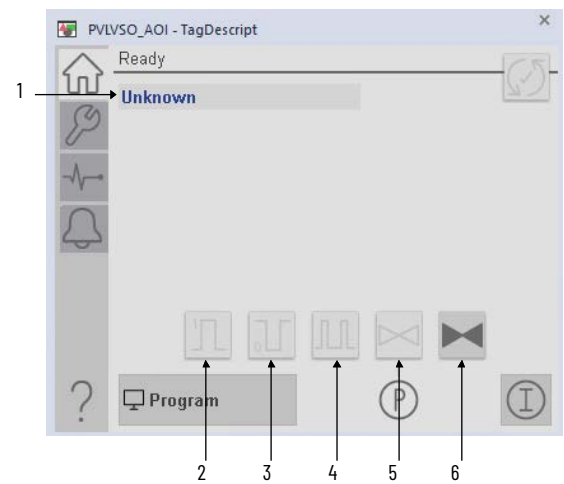 PVLVSO_AOI - TagDescript
Ready
1
Unknown
Program
P
I
2 3 4 5 6